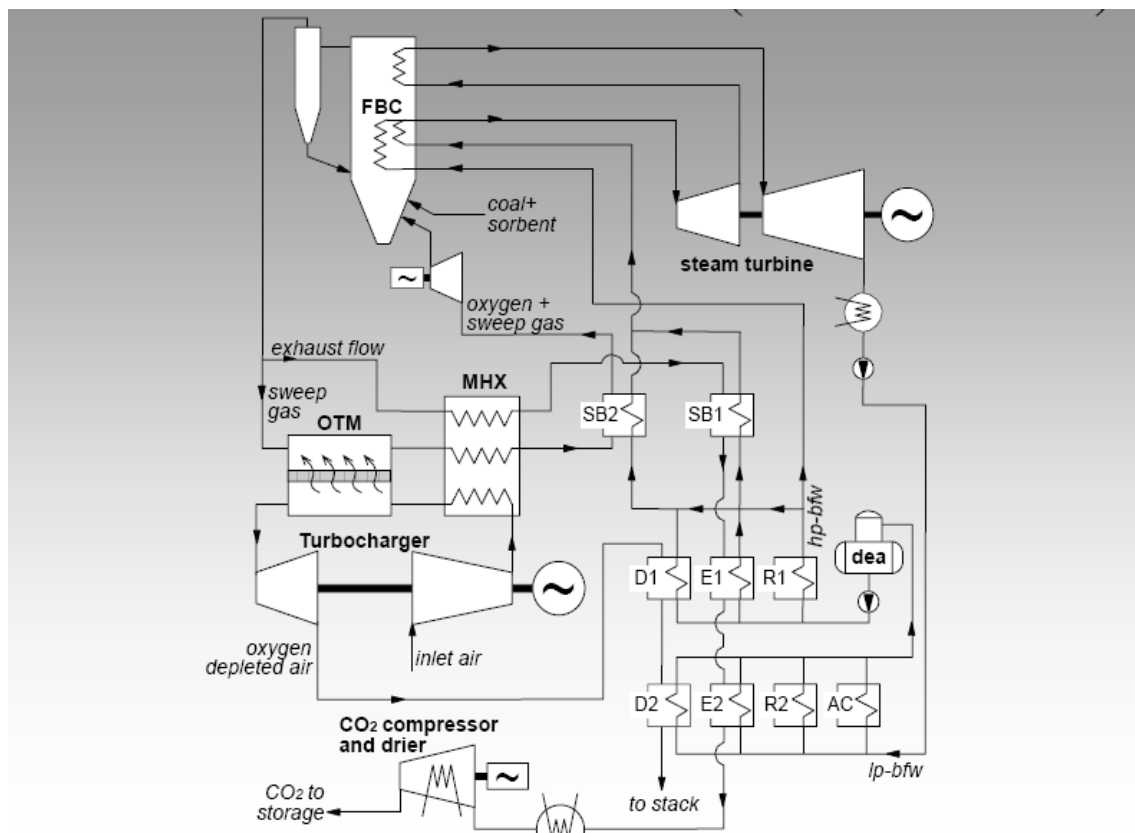 FBC
coal+
sorbent
steam turbine
oxygen +
sweep gas
exhaust flow
MHX
sweep
gas
OTM
SB2
SB1
hp-bfw
Turbocharger
dea
D1
E1
R1
~
~
~
oxygen
depleted air
inlet air
D2
E2
R2
AC
CO₂ compressor
and drier
lp-bfw
~
CO₂ to
storage
to stack